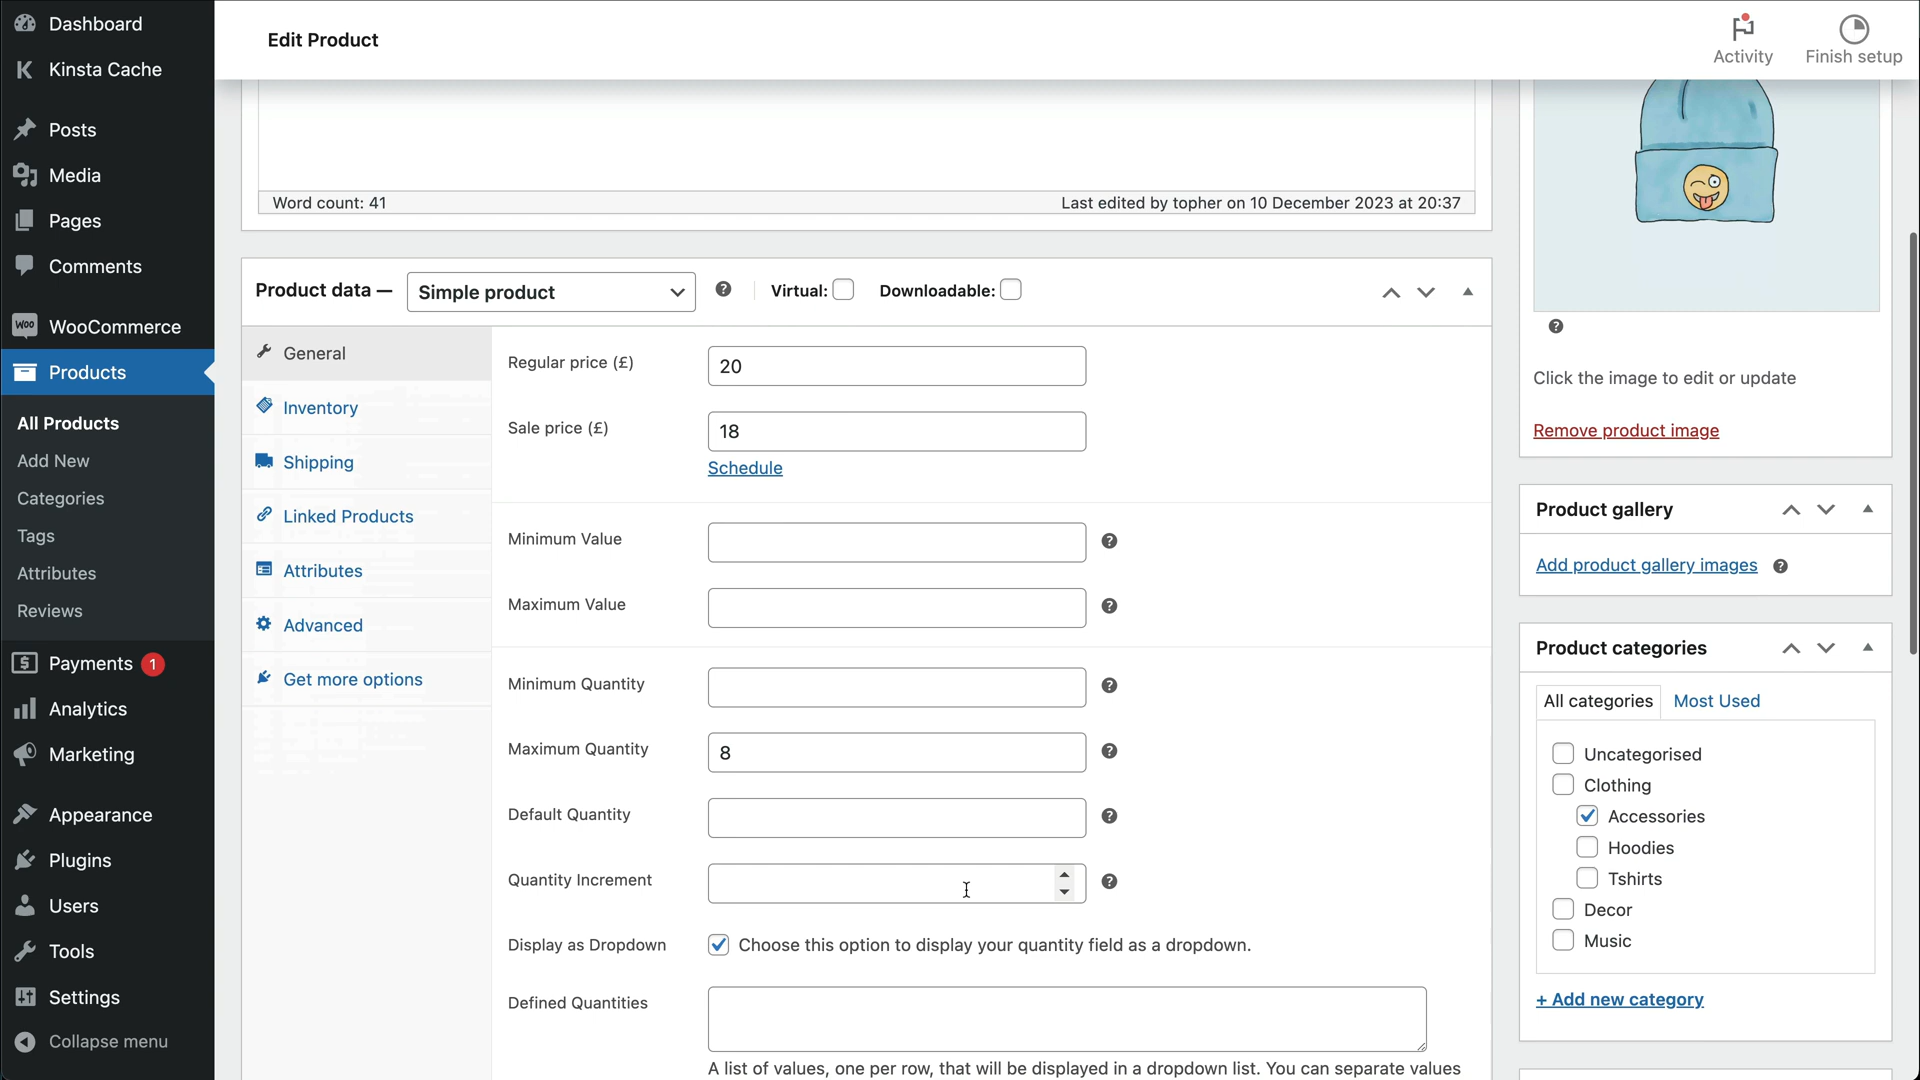 Dashboard
Kinsta Cache
Posts
Media
Pages
Comments
WooCommerce
Products
All Products
Add New
Categories
Tags
Attributes
Reviews
Payments 1
Analytics
Marketing
Appearance
Plugins
Users
Tools
Settings
Collapse menu
Edit Product
Activity
Finish setup
Word count: 41
Last edited by topher on 10 December 2023 at 20:37
Product data — Simple product Virtual: Downloadable:
General
Inventory
Shipping
Linked Products
Attributes
Advanced
Get more options
Regular price (£) 20
Sale price (£) 18
Schedule
Minimum Value
Maximum Value
Minimum Quantity
Maximum Quantity 8
Default Quantity
Quantity Increment
Display as Dropdown Choose this option to display your quantity field as a dropdown.
Defined Quantities
A list of values, one per row, that will be displayed in a dropdown list. You can separate values
Click the image to edit or update
Remove product image
Product gallery
Add product gallery images
Product categories
All categories Most Used
Uncategorised
Clothing
Accessories
Hoodies
Tshirts
Decor
Music
+ Add new category